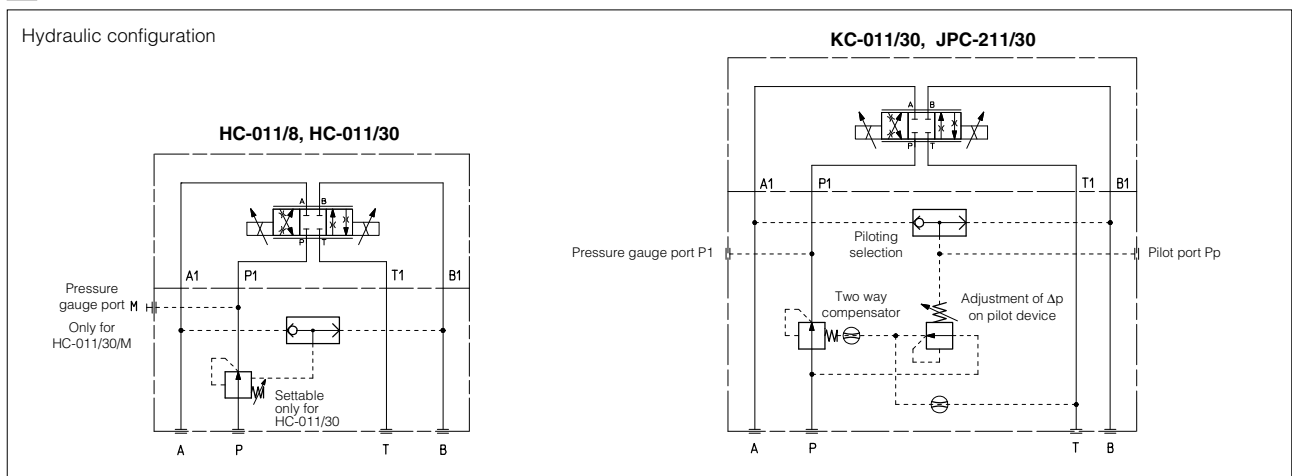 Hydraulic configuration
HC-011/8, HC-011/30
A B
P T
A1 P1 T1 B1
Pressure
gauge port M
Only for
HC-011/30/M
Settable
only for
HC-011/30
A P T B
KC-011/30, JPC-211/30
A B
P T
A1 P1 T1 B1
Pressure gauge port P1
Piloting
selection
Pilot port Pp
Two way
compensator
Adjustment of Δp
on pilot device
A P T B